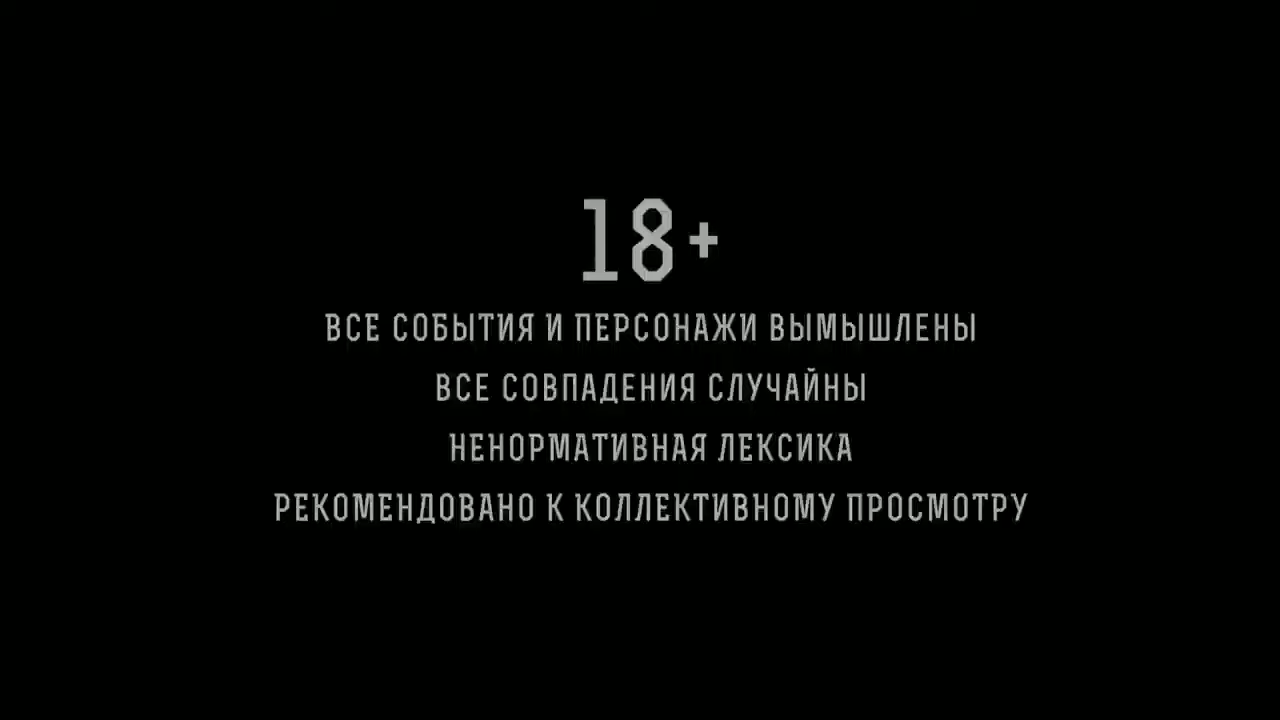 18+
ВСЕ СОБЫТИЯ И ПЕРСОНАЖИ ВЫМЫШЛЕНЫ
ВСЕ СОВПАДЕНИЯ СЛУЧАЙНЫ
НЕНОРМАТИВНАЯ ЛЕКСИКА
РЕКОМЕНДОВАНО К КОЛЛЕКТИВНОМУ ПРОСМОТРУ